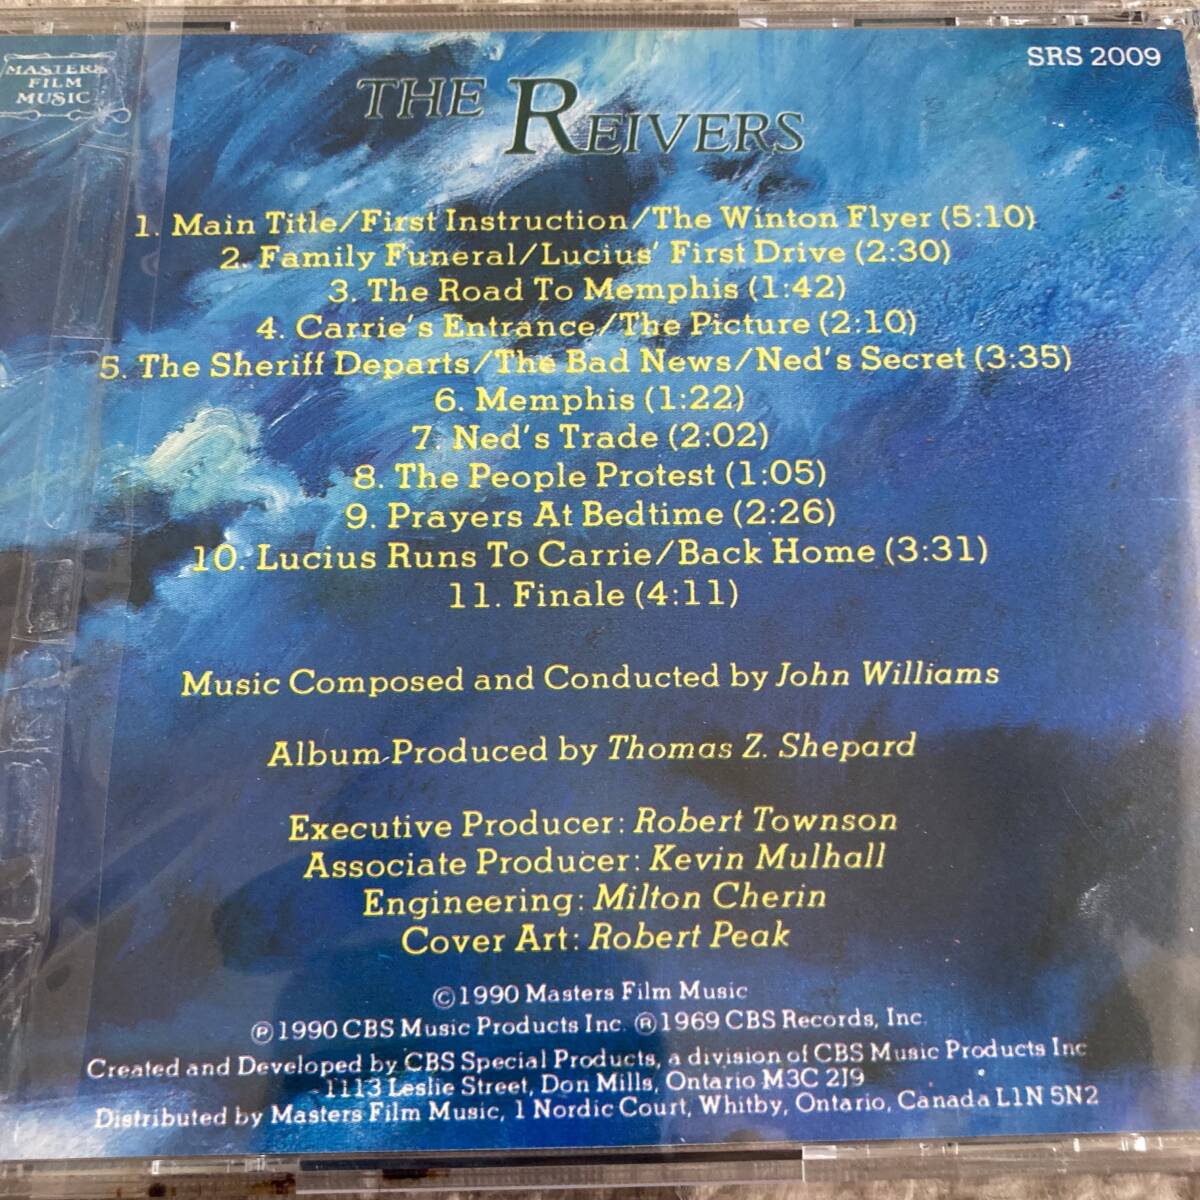 MASTERS
FILM
MUSIC
SRS 2009
THE REIVERS
1. Main Title/First Instruction/The Winton Flyer (5:10)
2. Family Funeral/Lucius' First Drive (2:30)
3. The Road To Memphis (1:42)
4. Carrie's Entrance/The Picture (2:10)
5. The Sheriff Departs/The Bad News/Ned's Secret (3:35)
6. Memphis (1:22)
7. Ned's Trade (2:02)
8. The People Protest (1:05)
9. Prayers At Bedtime (2:26)
10. Lucius Runs To Carrie/Back Home (3:31)
11. Finale (4:11)
Music Composed and Conducted by John Williams
Album Produced by Thomas Z. Shepard
Executive Producer: Robert Townson
Associate Producer: Kevin Mulhall
Engineering: Milton Cherin
Cover Art: Robert Peak
©1990 Masters Film Music
℗1990 CBS Music Products Inc. ®1969 CBS Records, Inc.
Created and Developed by CBS Special Products, a division of CBS Music Products Inc
1113 Leslie Street, Don Mills, Ontario M3C 2J9
Distributed by Masters Film Music, 1 Nordic Court, Whitby, Ontario, Canada L1N 5N2